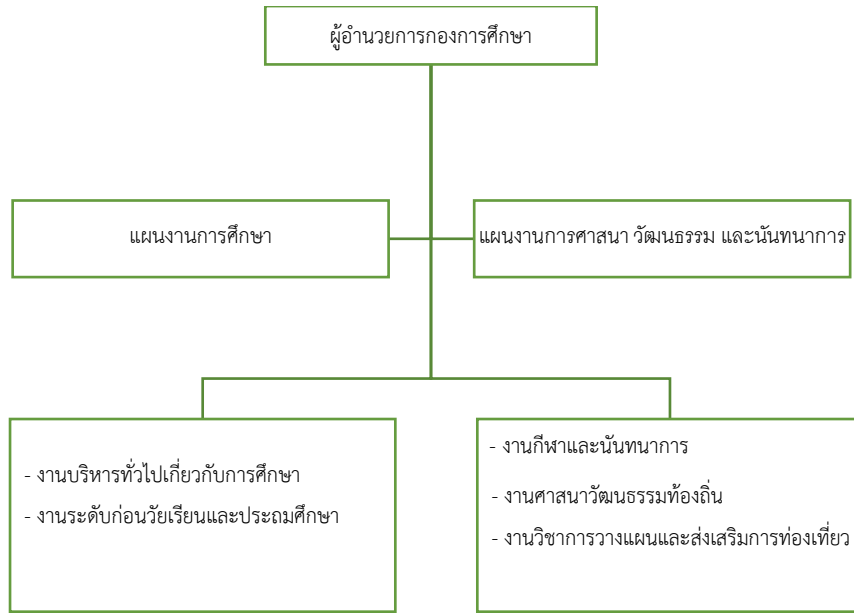 ผู้อำนวยการกองการศึกษา
แผนงานการศึกษา
แผนงานการศาสนา วัฒนธรรม และนันทนาการ
- งานบริหารทั่วไปเกี่ยวกับการศึกษา
- งานระดับก่อนวัยเรียนและประถมศึกษา
- งานกีฬาและนันทนาการ
- งานศาสนาวัฒนธรรมท้องถิ่น
- งานวิชาการวางแผนและส่งเสริมการท่องเที่ยว